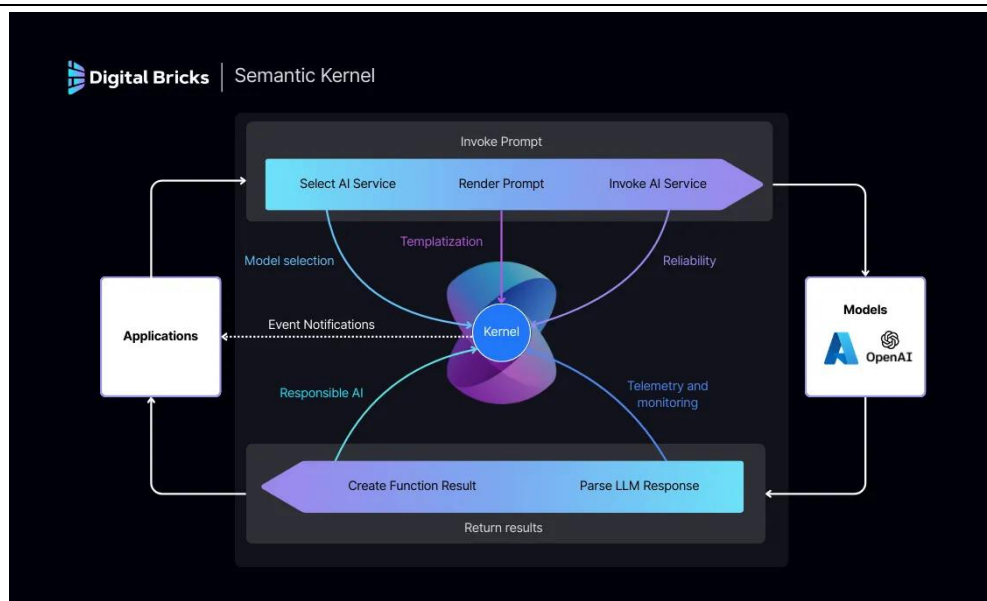 Digital Bricks | Semantic Kernel
Invoke Prompt
Select AI Service
Render Prompt
Invoke AI Service
Templatization
Model selection
Reliability
Applications
Event Notifications
Kernel
Models
OpenAI
Responsible AI
Telemetry and
monitoring
Create Function Result
Parse LLM Response
Return results